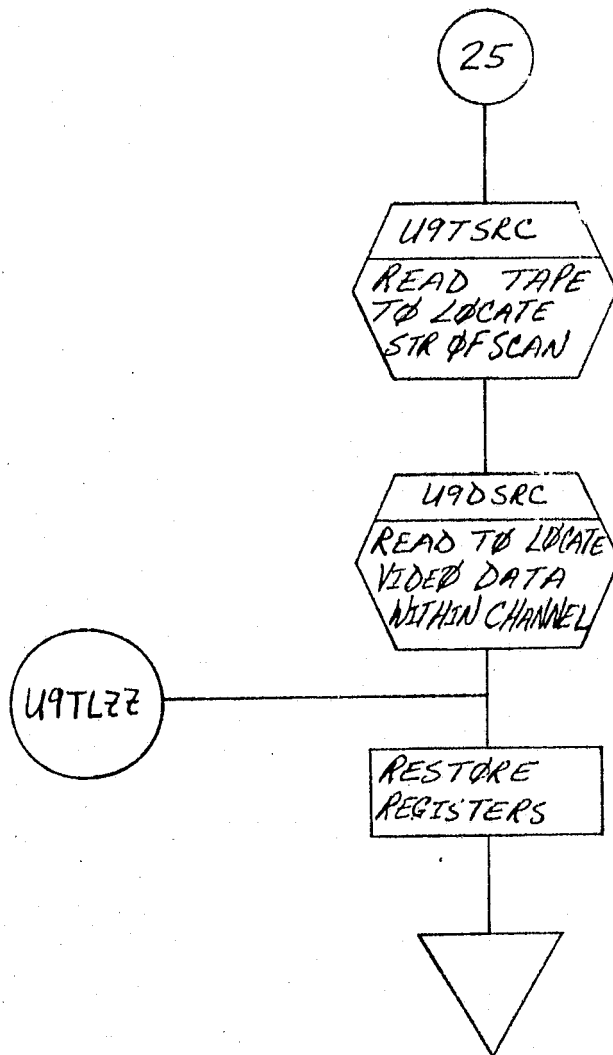 25
U9TSRC
READ TAPE
TØ LØCATE
STR ØF SCAN
U9DSRC
READ TØ LØCATE
VIDEØ DATA
WITHIN CHANNEL
U9TLZZ
RESTØRE
REGISTERS